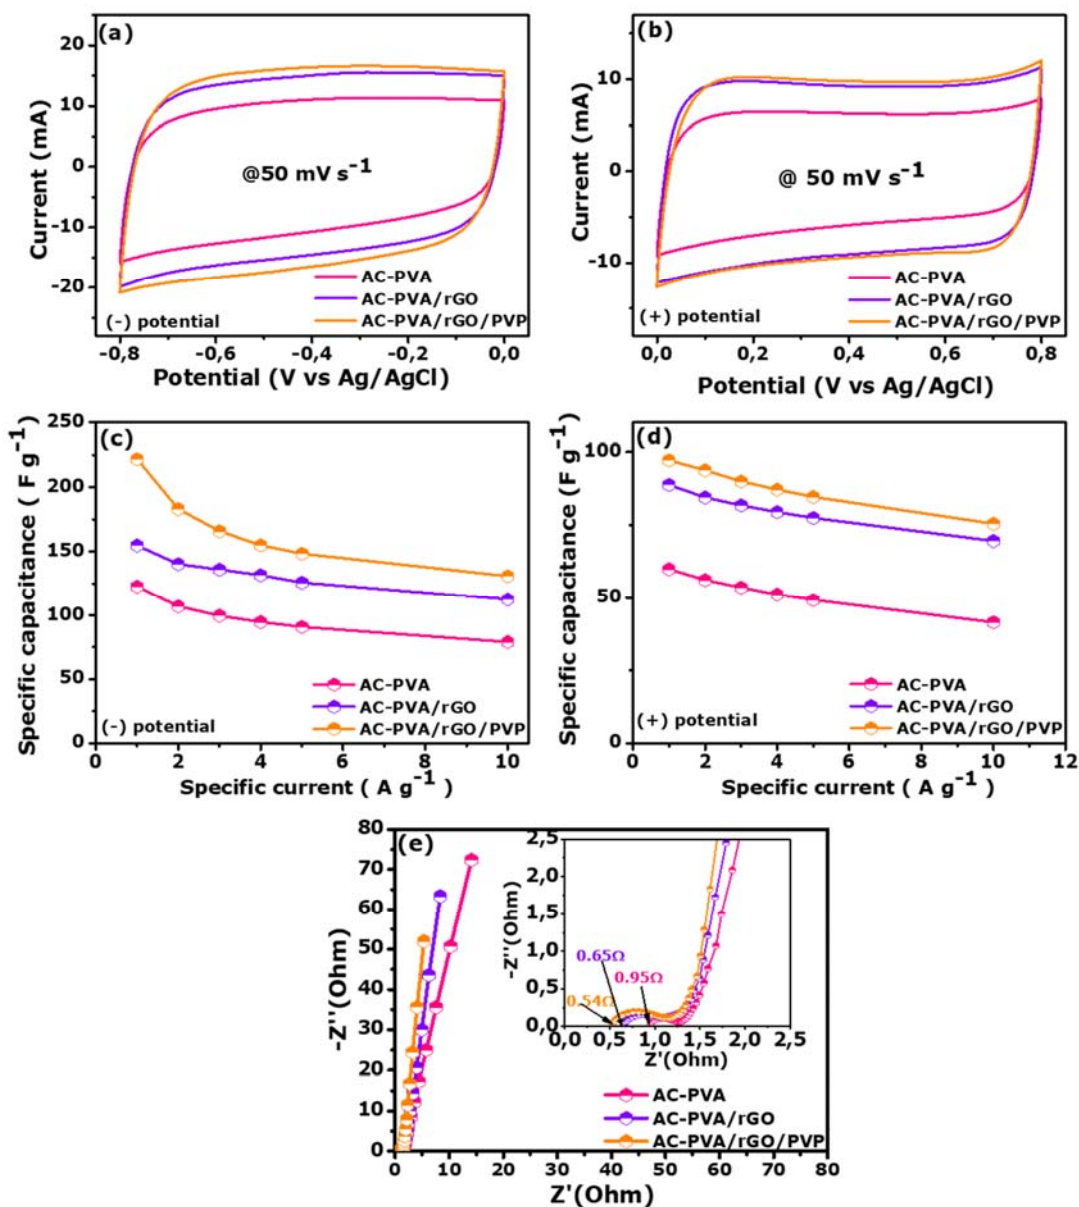 (a)
Current (mA)
20
10
0
-10
-20
@50 mV s-1
AC-PVA
AC-PVA/rGO
AC-PVA/rGO/PVP
(-) potential
-0,8
-0,6
-0,4
-0,2
0,0
Potential (V vs Ag/AgCl)
(b)
Current (mA)
10
0
-10
@ 50 mV s-1
AC-PVA
AC-PVA/rGO
AC-PVA/rGO/PVP
(+) potential
0,0
0,2
0,4
0,6
0,8
Potential (V vs Ag/AgCl)
(c)
Specific capacitance ( F g-1)
250
200
150
100
50
0
AC-PVA
AC-PVA/rGO
AC-PVA/rGO/PVP
(-) potential
0
2
4
6
8
10
Specific current ( A g-1)
(d)
Specific capacitance (F g-1)
100
50
0
AC-PVA
AC-PVA/rGO
AC-PVA/rGO/PVP
(+) potential
0
2
4
6
8
10
12
Specific current ( A g-1)
(e)
-Z''(Ohm)
80
70
60
50
40
30
20
10
0
-Z''(Ohm)
2,5
2,0
1,5
1,0
0,5
0,0
0.65Ω
0.95Ω
0.54Ω
0,0
0,5
1,0
1,5
2,0
2,5
Z'(Ohm)
AC-PVA
AC-PVA/rGO
AC-PVA/rGO/PVP
0
10
20
30
40
50
60
70
80
Z'(Ohm)